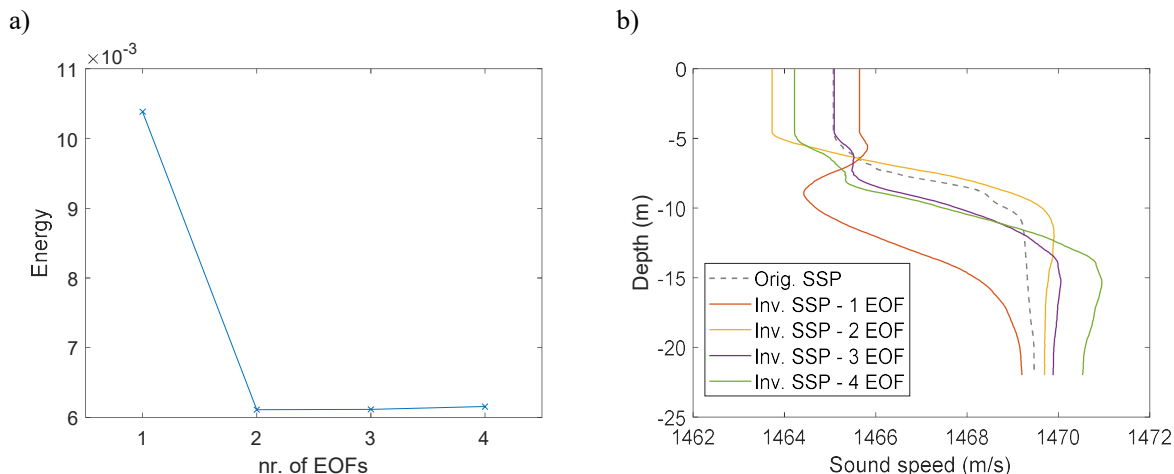 a)
×10⁻³
11
10
9
8
7
6
Energy
1
2
3
4
nr. of EOFs
b)
0
-5
-10
-15
-20
-25
Depth (m)
Orig. SSP
Inv. SSP - 1 EOF
Inv. SSP - 2 EOF
Inv. SSP - 3 EOF
Inv. SSP - 4 EOF
1462
1464
1466
1468
1470
1472
Sound speed (m/s)